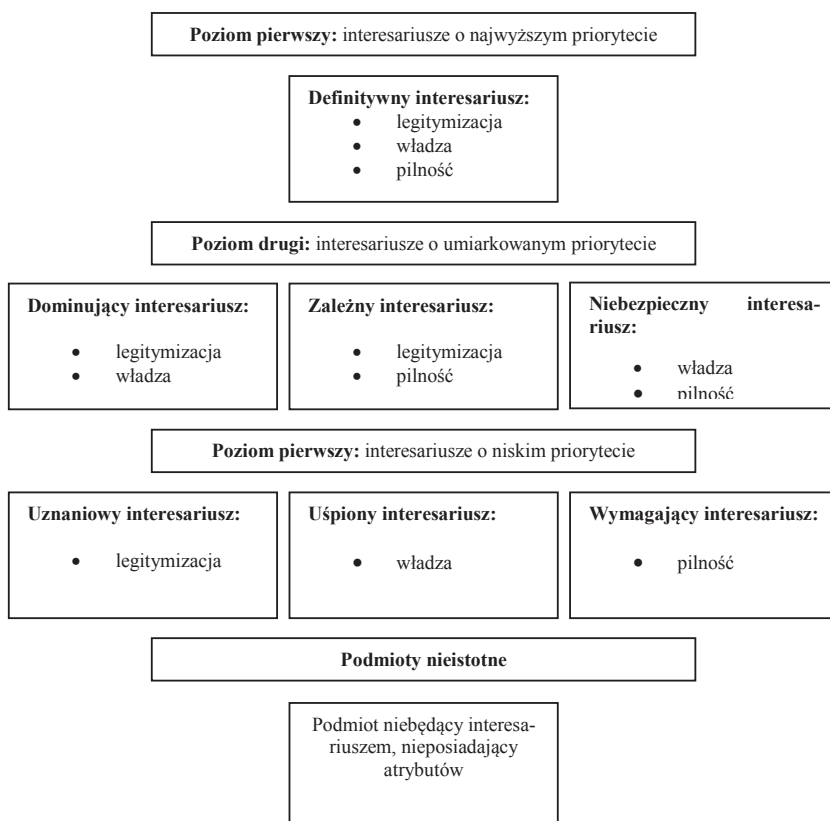 Poziom pierwszy: interesariusze o najwyższym priorytecie
Definitywny interesariusz:
• legitymizacja
• władza
• pilność
Poziom drugi: interesariusze o umiarkowanym priorytecie
Dominujący interesariusz:
• legitymizacja
• władza
Zależny interesariusz:
• legitymizacja
• pilność
Niebezpieczny interesa-
riusz:
• władza
• pilność
Poziom pierwszy: interesariusze o niskim priorytecie
Uznaniowy interesariusz:
• legitymizacja
Uśpiony interesariusz:
• władza
Wymagający interesariusz:
• pilność
Podmioty nieistotne
Podmiot niebędący interesa-
riuszem, nieposiadający
atrybutów